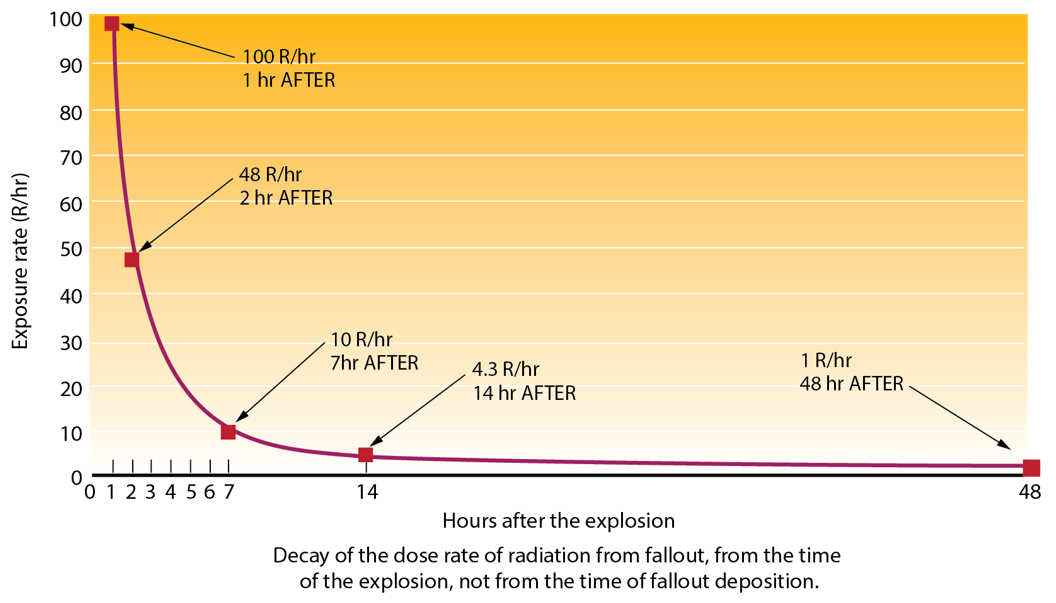 100
90
80
70
60
50
40
30
20
10
0
Exposure rate (R/hr)
100 R/hr
1 hr AFTER
48 R/hr
2 hr AFTER
10 R/hr
7hr AFTER
4.3 R/hr
14 hr AFTER
1 R/hr
48 hr AFTER
0 1 2 3 4 5 6 7 14 48
Hours after the explosion
Decay of the dose rate of radiation from fallout, from the time
of the explosion, not from the time of fallout deposition.